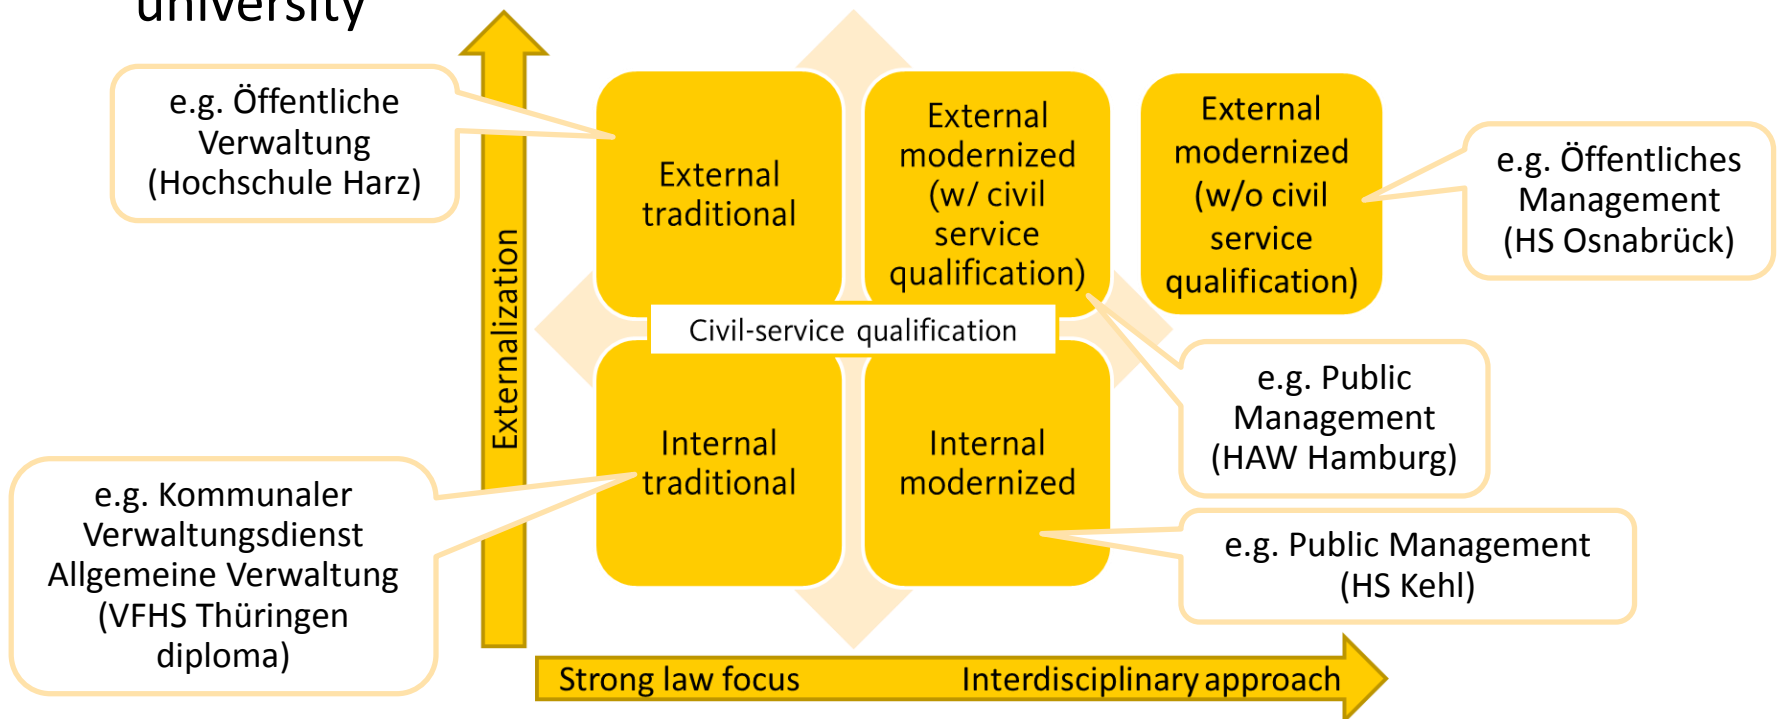 university
e.g. Öffentliche
Verwaltung
(Hochschule Harz)
External
traditional
External
modernized
(w/ civil
service
qualification)
External
modernized
(w/o civil
service
qualification)
e.g. Öffentliches
Management
(HS Osnabrück)
Externalization
Civil-service qualification
e.g. Public
Management
(HAW Hamburg)
Internal
traditional
Internal
modernized
e.g. Kommunaler
Verwaltungsdienst
Allgemeine Verwaltung
(VFHS Thüringen
diploma)
e.g. Public Management
(HS Kehl)
Strong law focus
Interdisciplinary approach